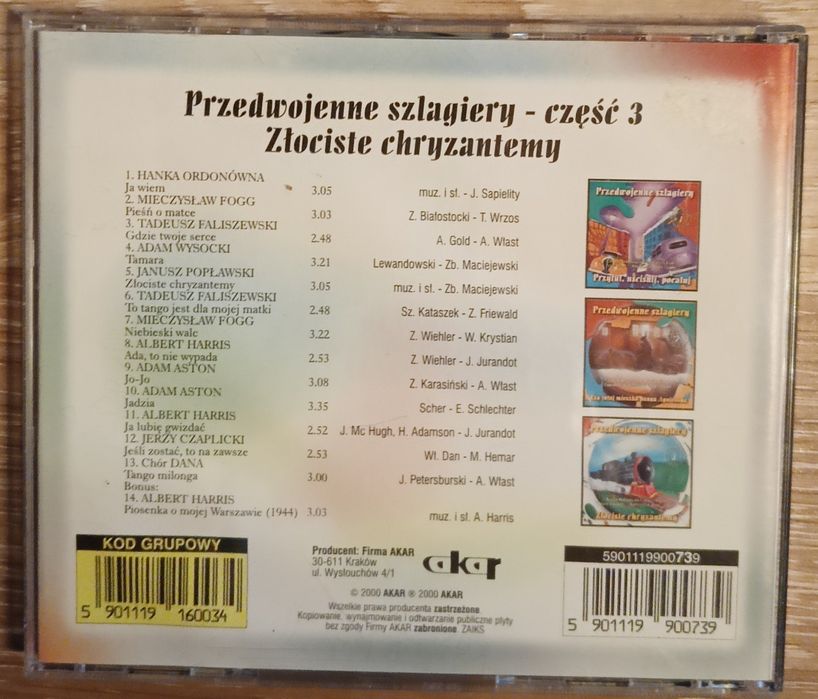 Przedwojenne szlagiery - część 3
Złociste chryzantemy
1. HANKA ORDONÓWNA
Ja wiem 3.05 muz. i sł. - J. Sapielity
2. MIECZYSŁAW FOGG
Pieśń o matce 3.03 Z. Białostocki - T. Wrzos
3. TADEUSZ FALISZEWSKI
Gdzie twoje serce 2.48 A. Gold - A. Włast
4. ADAM WYSOCKI
Tamara 3.21 Lewandowski - Zb. Maciejewski
5. JANUSZ POPŁAWSKI
Złociste chryzantemy 3.05 muz. i sł. - Zb. Maciejewski
6. TADEUSZ FALISZEWSKI
To tango jest dla mojej matki 2.48 Sz. Kataszek - Z. Friewald
7. MIECZYSŁAW FOGG
Niebieski walc 3.22 Z. Wiehler - W. Krystian
8. ALBERT HARRIS
Ada, to nie wypada 2.53 Z. Wiehler - J. Jurandot
9. ADAM ASTON
Jo-Jo 3.08 Z. Karasiński - A. Włast
10. ADAM ASTON
Jadzia 3.35 Scher - E. Schlechter
11. ALBERT HARRIS
Ja lubię gwizdać 2.52 J. Mc Hugh, H. Adamson - J. Jurandot
12. JERZY CZAPLICKI
Jeśli zostać, to na zawsze 2.53 Wł. Dan - M. Hemar
13. Chór DANA
Tango milonga 3.00 J. Petersburski - A. Włast
Bonus:
14. ALBERT HARRIS
Piosenka o mojej Warszawie (1944) 3.03 muz. i sł. A. Harris
Przedwojenne szlagiery
Przytul, uściśnij, pocałuj
Przedwojenne szlagiery
Przedwojenne szlagiery
Złociste chryzantemy
KOD GRUPOWY
5 901119 160034
Producent: Firma AKAR
30-611 Kraków
ul. Wysłouchów 4/1
akar
© 2000 AKAR ® 2000 AKAR
Wszelkie prawa producenta zastrzeżone.
Kopiowanie, wynajmowanie i odtwarzanie publiczne płyty
bez zgody Firmy AKAR zabronione. ZAIKS
5901119900739
5 901119 900739